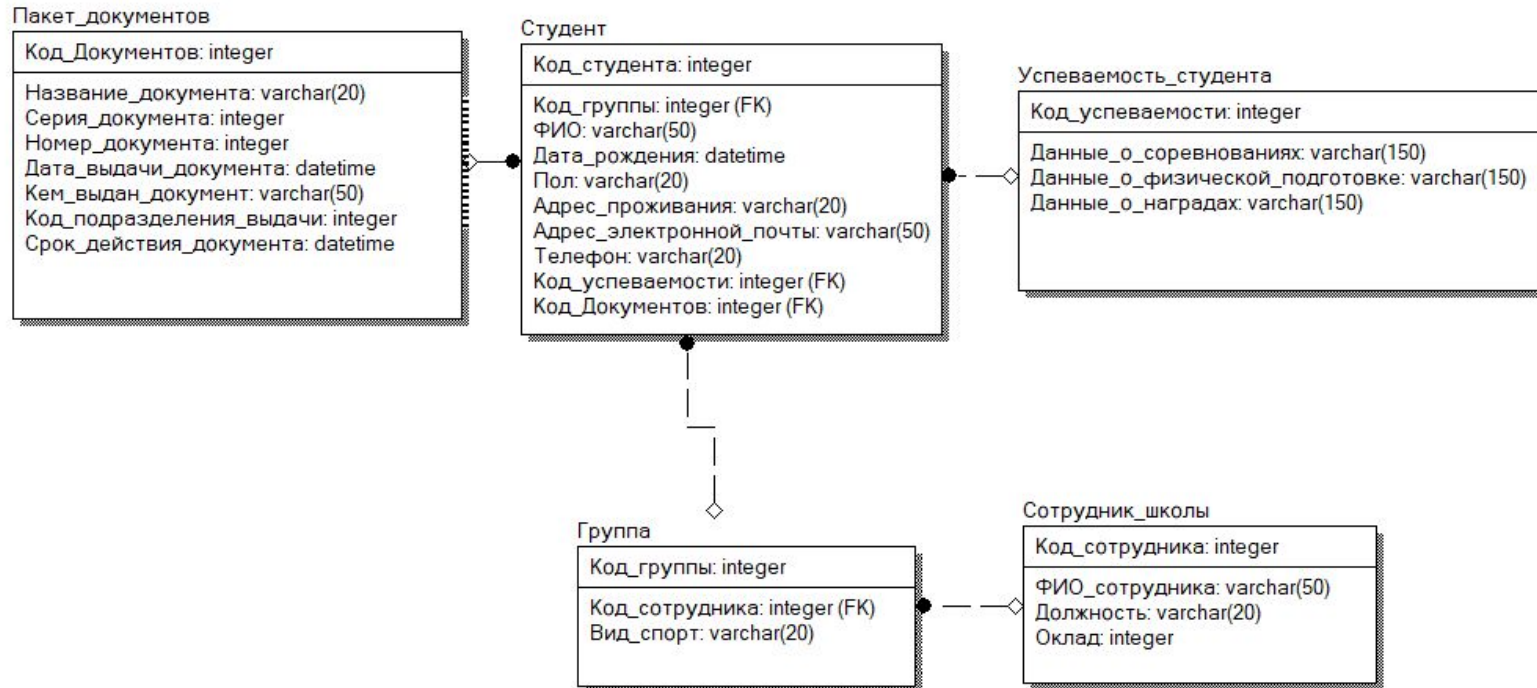 Пакет_документов
Код_Документов: integer
Название_документа: varchar(20)
Серия_документа: integer
Номер_документа: integer
Дата_выдачи_документа: datetime
Кем_выдан_документ: varchar(50)
Код_подразделения_выдачи: integer
Срок_действия_документа: datetime
Студент
Код_студента: integer
Код_группы: integer (FK)
ФИО: varchar(50)
Дата_рождения: datetime
Пол: varchar(20)
Адрес_проживания: varchar(20)
Адрес_электронной_почты: varchar(50)
Телефон: varchar(20)
Код_успеваемости: integer (FK)
Код_Документов: integer (FK)
Успеваемость_студента
Код_успеваемости: integer
Данные_о_соревнованиях: varchar(150)
Данные_о_физической_подготовке: varchar(150)
Данные_о_наградах: varchar(150)
Группа
Код_группы: integer
Код_сотрудника: integer (FK)
Вид_спорт: varchar(20)
Сотрудник_школы
Код_сотрудника: integer
ФИО_сотрудника: varchar(50)
Должность: varchar(20)
Оклад: integer